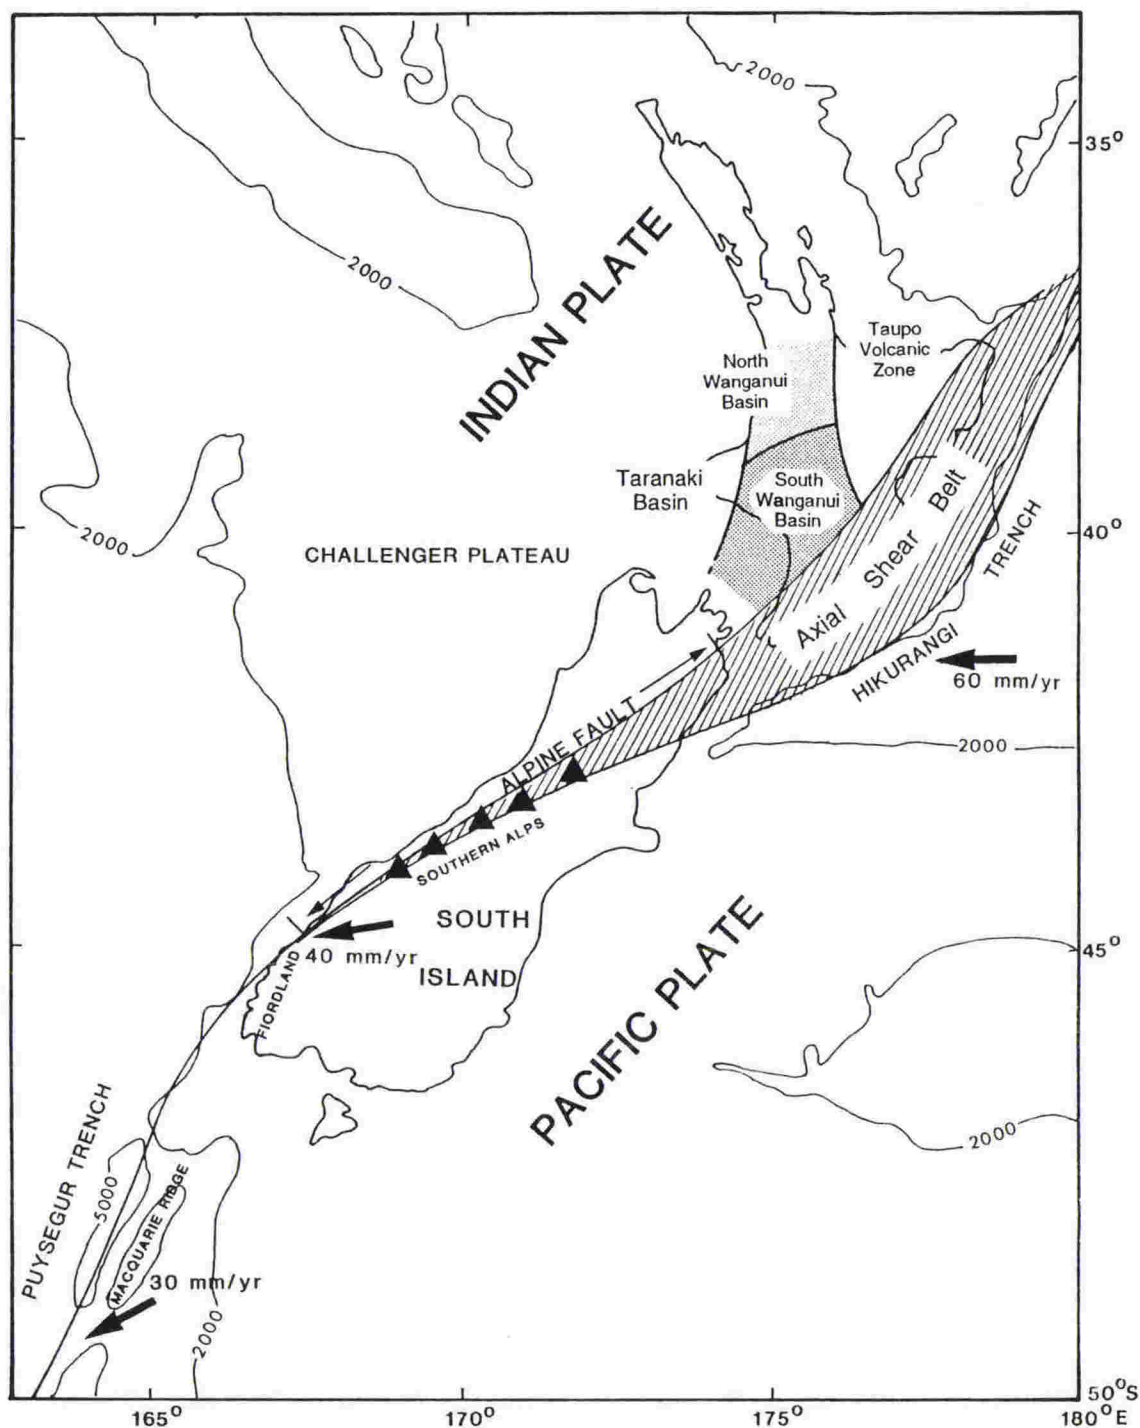 2000
35°
2000
INDIAN PLATE
Taupo
Volcanic
Zone
North
Wanganui
Basin
Taranaki
Basin
South
Wanganui
Basin
2000
CHALLENGER PLATEAU
Axial Shear Belt
HIKURANGI TRENCH
40°
60 mm/yr
2000
ALPINE FAULT
SOUTHERN ALPS
SOUTH
ISLAND
40 mm/yr
FIORDLAND
45°
PACIFIC PLATE
2000
PUYSEGUR TRENCH
5000
MACQUARIE RIDGE
30 mm/yr
2000
50°S
165°
170°
175°
180°E